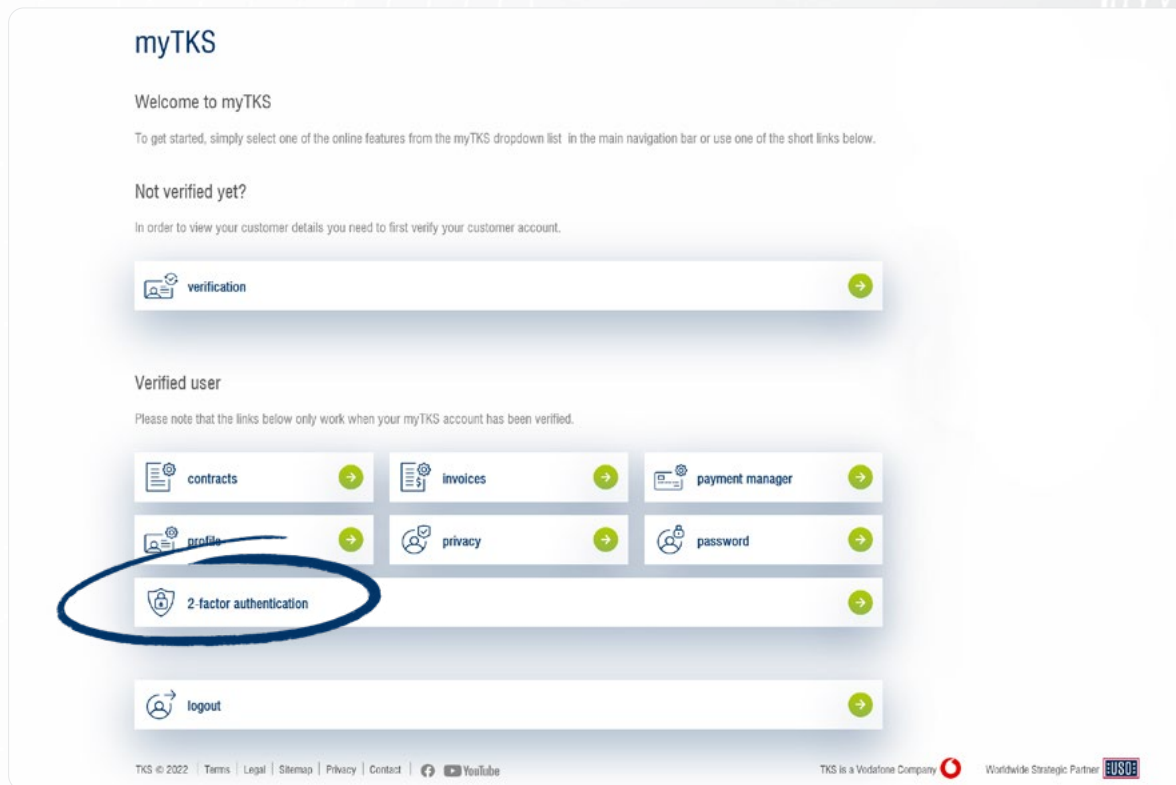 myTKS
Welcome to myTKS
To get started, simply select one of the online features from the myTKS dropdown list in the main navigation bar or use one of the short links below.
Not verified yet?
In order to view your customer details you need to first verify your customer account.
verification
Verified user
Please note that the links below only work when your myTKS account has been verified.
contracts
invoices
payment manager
profile
privacy
password
2-factor authentication
logout
TKS © 2022 | Terms | Legal | Sitemap | Privacy | Contact | YouTube
TKS is a Vodafone Company
Worldwide Strategic Partner USO